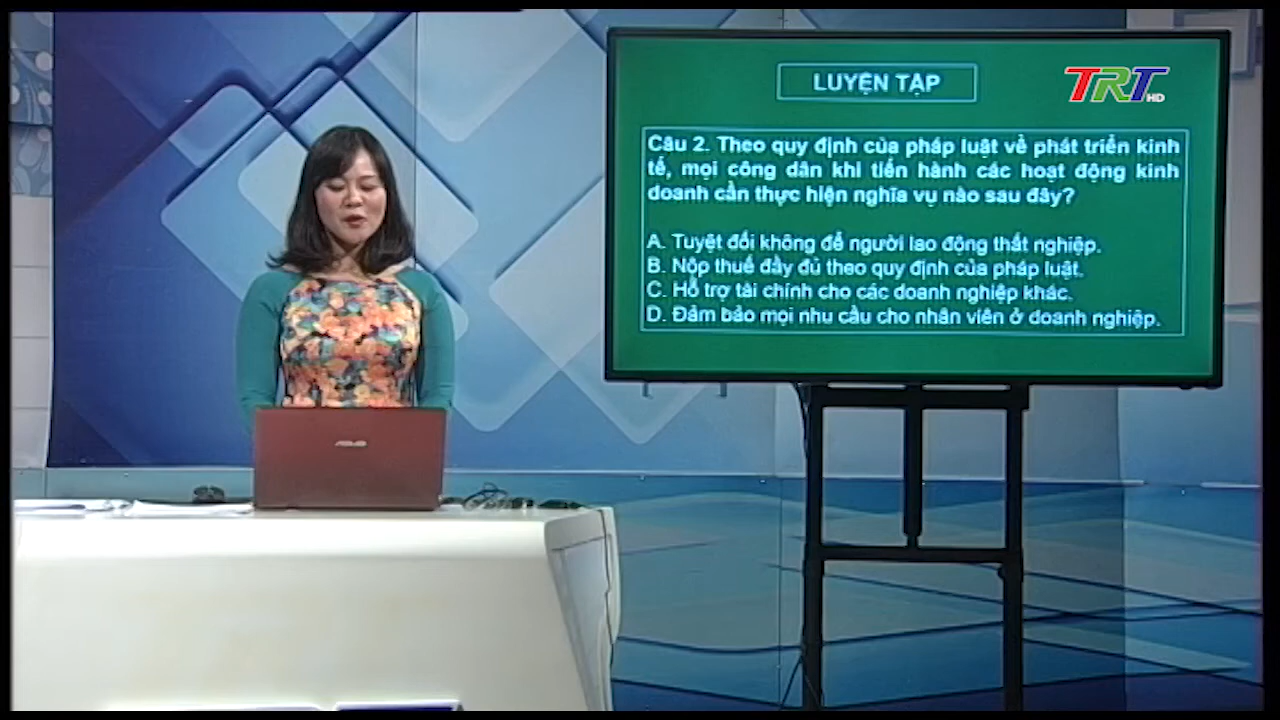 LUYỆN TẬP
TRT HD
Câu 2. Theo quy định của pháp luật về phát triển kinh
tế, mọi công dân khi tiến hành các hoạt động kinh
doanh cần thực hiện nghĩa vụ nào sau đây?
A. Tuyệt đối không để người lao động thất nghiệp.
B. Nộp thuế đầy đủ theo quy định của pháp luật.
C. Hỗ trợ tài chính cho các doanh nghiệp khác.
D. Đảm bảo mọi nhu cầu cho nhân viên ở doanh nghiệp.
ASUS